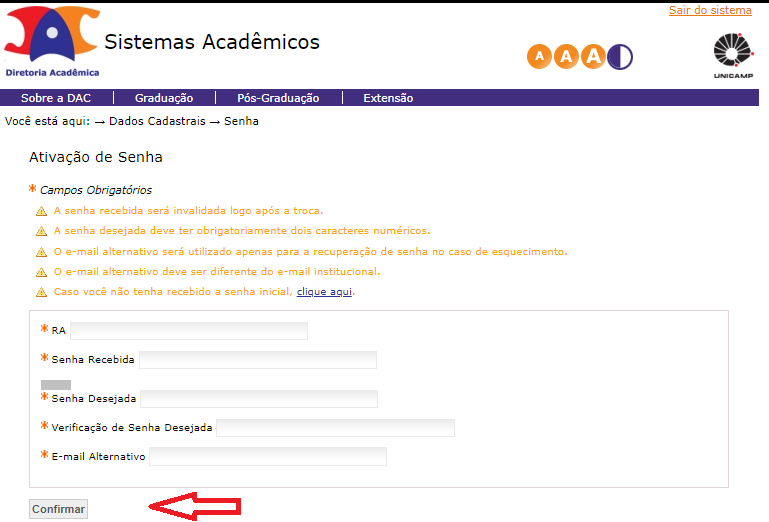 Sair do sistema
Sistemas Acadêmicos
Diretoria Acadêmica
A A A
UNICAMP
Sobre a DAC Graduação Pós-Graduação Extensão
Você está aqui: → Dados Cadastrais → Senha
Ativação de Senha
* Campos Obrigatórios
A senha recebida será invalidada logo após a troca.
A senha desejada deve ter obrigatoriamente dois caracteres numéricos.
O e-mail alternativo será utilizado apenas para a recuperação de senha no caso de esquecimento.
O e-mail alternativo deve ser diferente do e-mail institucional.
Caso você não tenha recebido a senha inicial, clique aqui.
* RA
* Senha Recebida
* Senha Desejada
* Verificação de Senha Desejada
* E-mail Alternativo
Confirmar